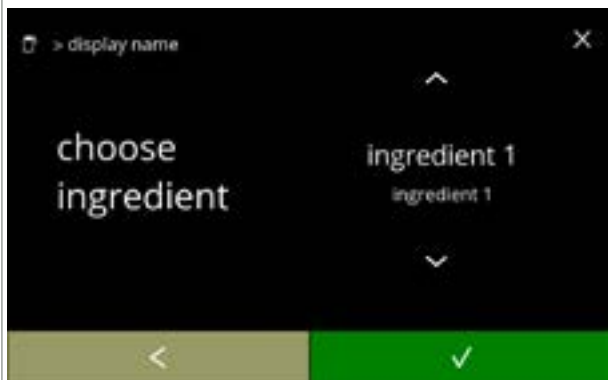 > display name
choose
ingredient
ingredient 1
ingredient 1
<